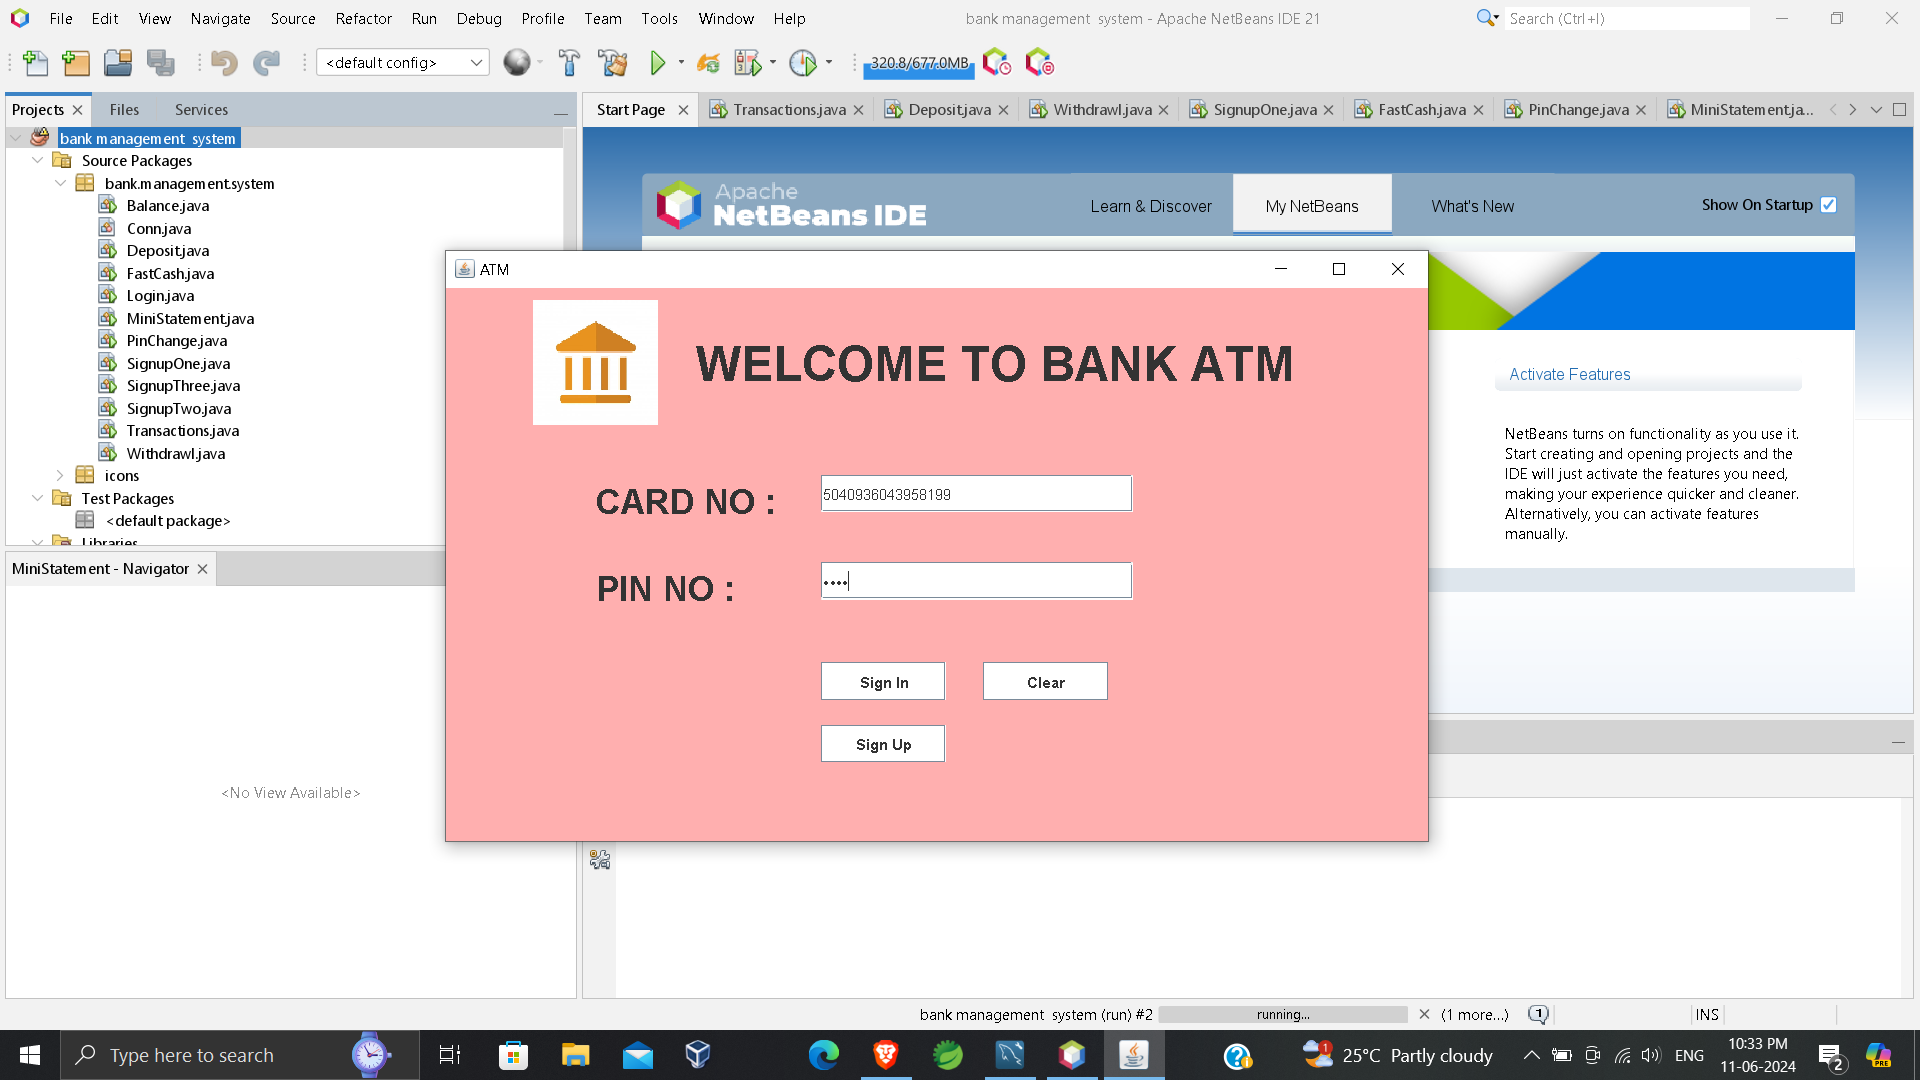 File Edit View Navigate Source Refactor Run Debug Profile Team Tools Window Help
bank management system - Apache NetBeans IDE 21
Search (Ctrl+I)
<default config>
320.8/677.0MB
Projects Files Services
bank management system
Source Packages
bank.management.system
Balance.java
Conn.java
Deposit.java
FastCash.java
Login.java
MiniStatement.java
PinChange.java
SignupOne.java
SignupThree.java
SignupTwo.java
Transactions.java
Withdrawl.java
icons
Test Packages
<default package>
Libraries
MiniStatement - Navigator
<No View Available>
Start Page Transactions.java Deposit.java Withdrawl.java SignupOne.java FastCash.java PinChange.java MiniStatement.ja...
Apache
NetBeans IDE
Learn & Discover My NetBeans What's New
Show On Startup
Activate Features
NetBeans turns on functionality as you use it.
Start creating and opening projects and the
IDE will just activate the features you need,
making your experience quicker and cleaner.
Alternatively, you can activate features
manually.
ATM
WELCOME TO BANK ATM
CARD NO : 5040936043958199
PIN NO : ••••
Sign In Clear
Sign Up
bank management system (run) #2 running... (1 more...) 1 INS
Type here to search
1
25°C Partly cloudy
ENG
10:33 PM
11-06-2024
2
PRE